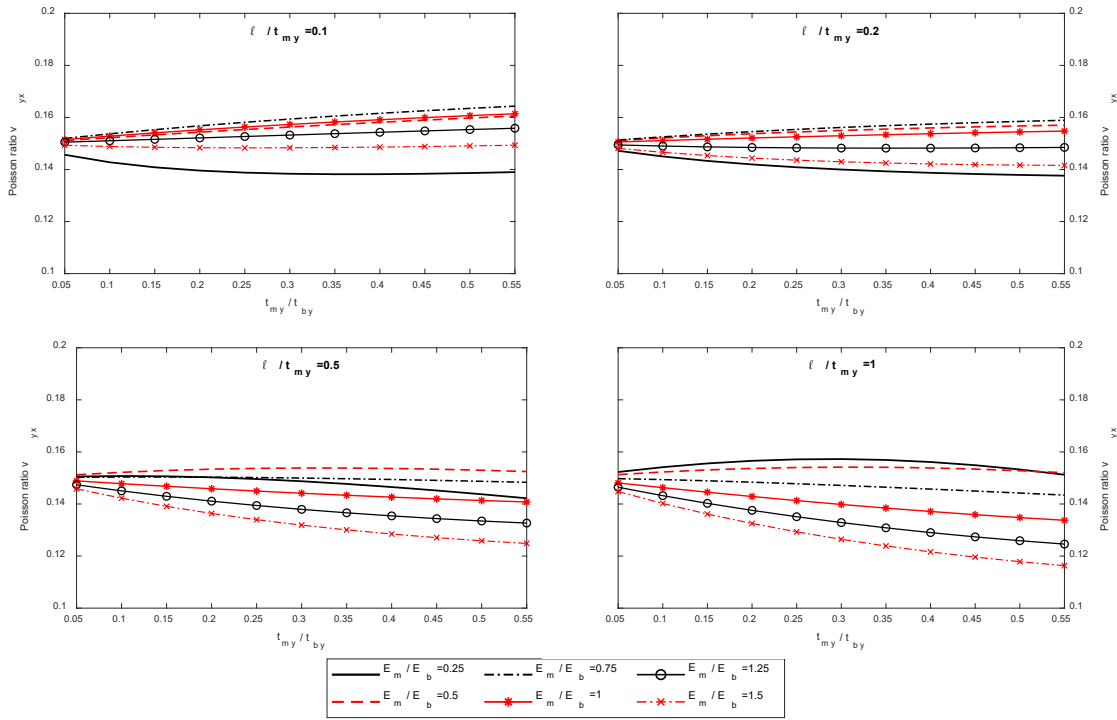 ℓ / t m y =0.1
0.2
0.18
0.16
0.14
0.12
0.1
Poisson ratio ν yx
0.05 0.1 0.15 0.2 0.25 0.3 0.35 0.4 0.45 0.5 0.55
t m y / t b y
ℓ / t m y =0.2
0.2
0.18
0.16
0.14
0.12
0.1
Poisson ratio ν yx
0.05 0.1 0.15 0.2 0.25 0.3 0.35 0.4 0.45 0.5 0.55
t m y / t b y
ℓ / t m y =0.5
0.2
0.18
0.16
0.14
0.12
0.1
Poisson ratio ν yx
0.05 0.1 0.15 0.2 0.25 0.3 0.35 0.4 0.45 0.5 0.55
t m y / t b y
ℓ / t m y =1
0.2
0.18
0.16
0.14
0.12
0.1
Poisson ratio ν yx
0.05 0.1 0.15 0.2 0.25 0.3 0.35 0.4 0.45 0.5 0.55
t m y / t b y
E m / E b =0.25 E m / E b =0.75 E m / E b =1.25
E m / E b =0.5 E m / E b =1 E m / E b =1.5